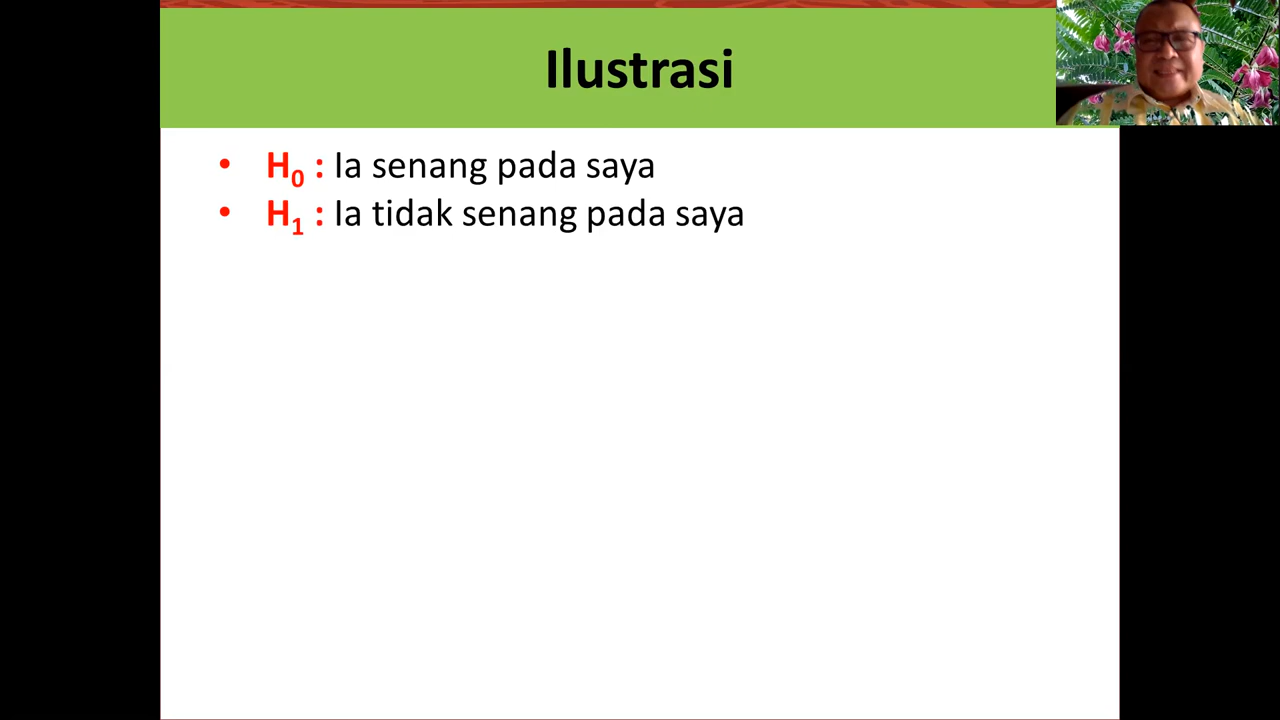 Ilustrasi
• H₀ : Ia senang pada saya
• H₁ : Ia tidak senang pada saya